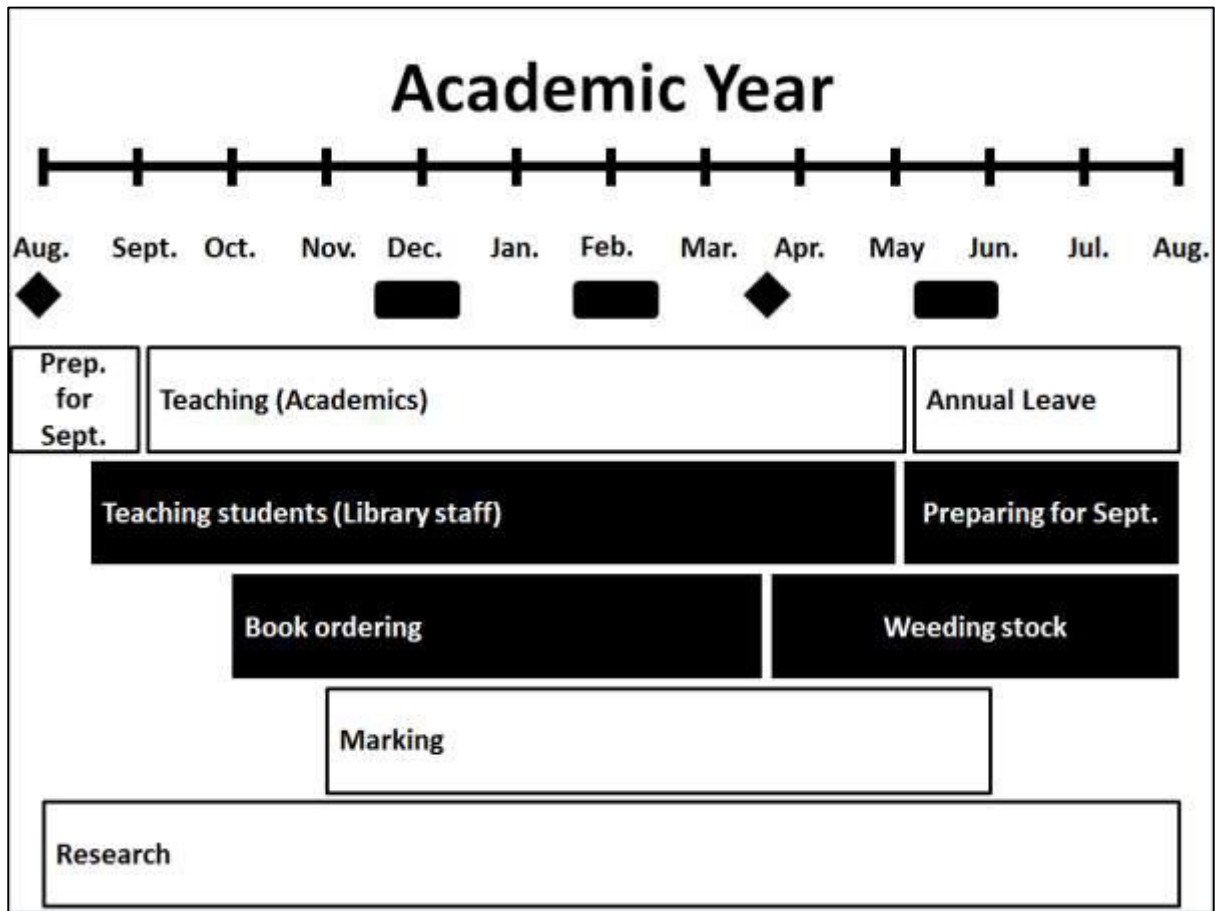 Academic Year
Aug. Sept. Oct. Nov. Dec. Jan. Feb. Mar. Apr. May Jun. Jul. Aug.
Prep.
for
Sept.
Teaching (Academics)
Annual Leave
Teaching students (Library staff)
Preparing for Sept.
Book ordering
Weeding stock
Marking
Research